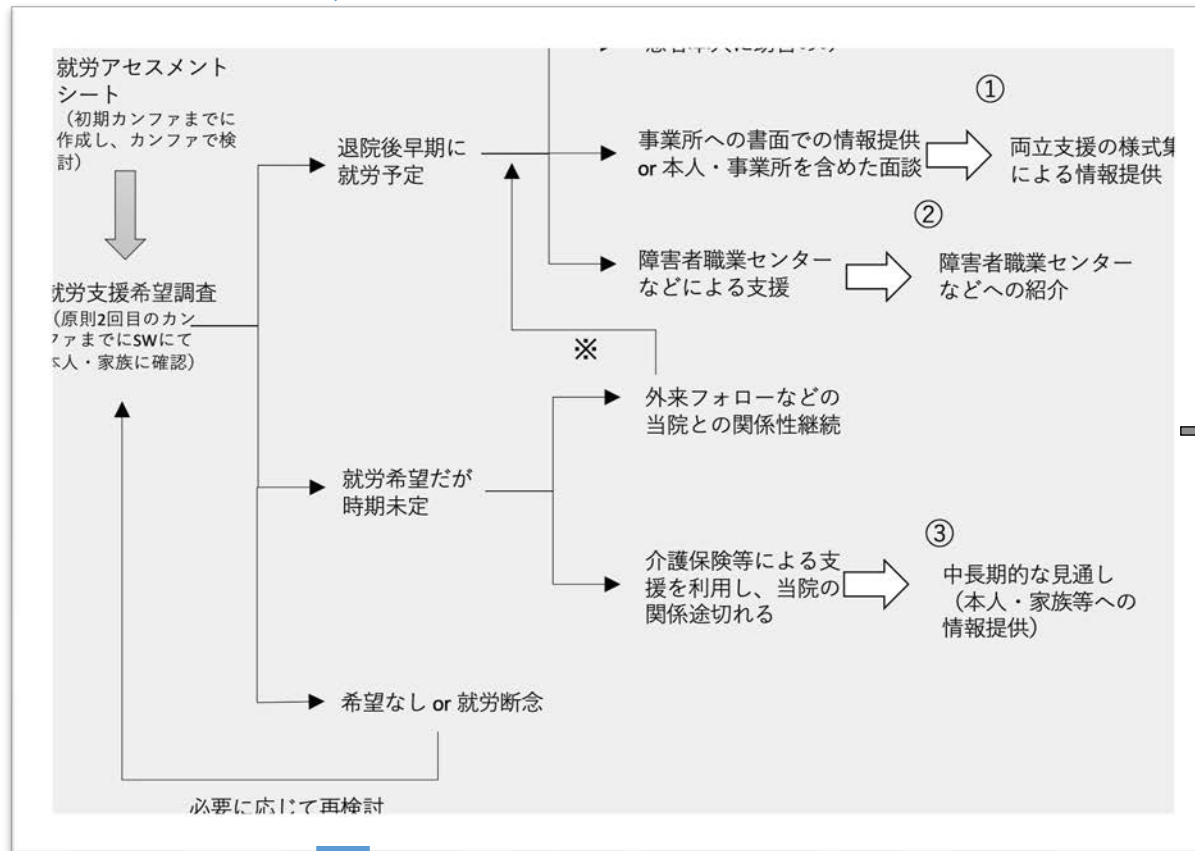 就労アセスメント
シート
（初期カンファまでに
作成し、カンファで検
討）
就労支援希望調査
（原則2回目のカン
ファまでにSWにて
本人・家族に確認）
退院後早期に
就労予定
①
事業所への書面での情報提供
or 本人・事業所を含めた面談
両立支援の様式集
による情報提供
②
障害者職業センター
などによる支援
障害者職業センター
などへの紹介
※
就労希望だが
時期未定
外来フォローなどの
当院との関係性継続
③
介護保険等による支
援を利用し、当院の
関係途切れる
中長期的な見通し
（本人・家族等への
情報提供）
希望なし or 就労断念
必要に応じて再検討